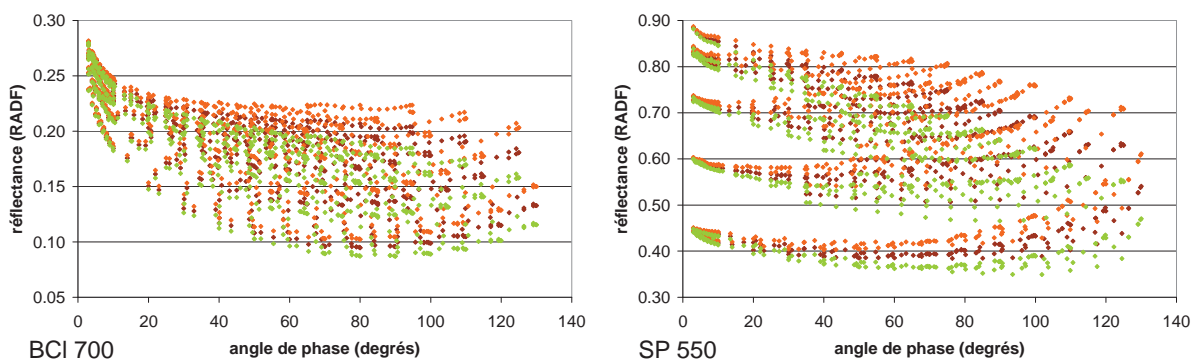 0.30
0.25
0.20
0.15
0.10
0.05
réflectance (RADF)
0 20 40 60 80 100 120 140
BCI 700 angle de phase (degrés)
0.90
0.80
0.70
0.60
0.50
0.40
0.30
réflectance (RADF)
0 20 40 60 80 100 120 140
SP 550 angle de phase (degrés)